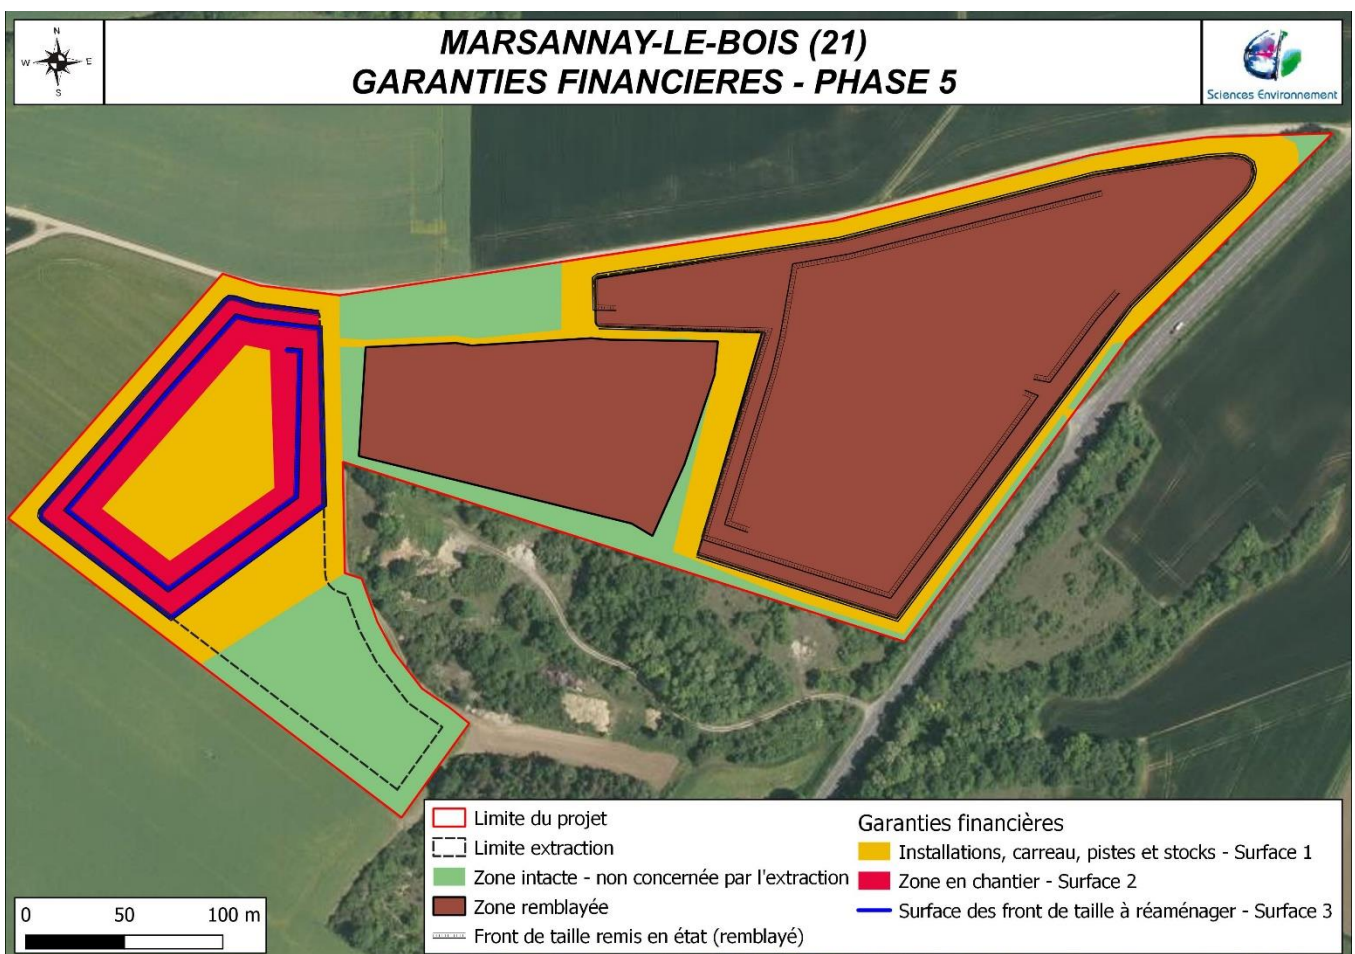 N
W E
S
MARSANNAY-LE-BOIS (21)
GARANTIES FINANCIERES - PHASE 5
Sciences Environnement
Limite du projet
Limite extraction
Zone intacte - non concernée par l'extraction
Zone remblayée
Front de taille remis en état (remblayé)
Garanties financières
Installations, carreau, pistes et stocks - Surface 1
Zone en chantier - Surface 2
Surface des front de taille à réaménager - Surface 3
0 50 100 m